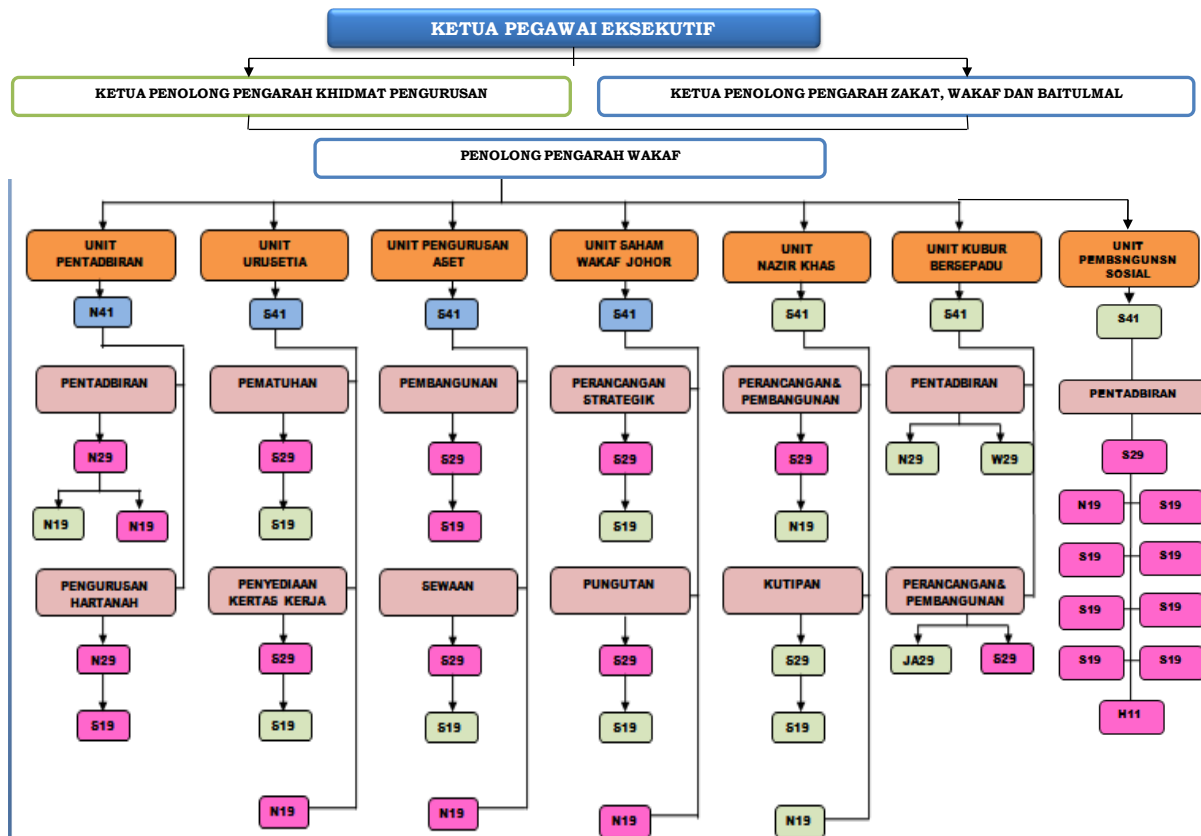 KETUA PEGAWAI EKSEKUTIF
KETUA PENOLONG PENGARAH KHIDMAT PENGURUSAN
KETUA PENOLONG PENGARAH ZAKAT, WAKAF DAN BAITULMAL
PENOLONG PENGARAH WAKAF
UNIT
PENTADBIRAN
N41
PENTADBIRAN
N29
N19
N19
PENGURUSAN
HARTANAH
N29
S19
UNIT
URUSETIA
S41
PEMATUHAN
S29
S19
PENYEDIAAN
KERTAS KERJA
S29
S19
N19
UNIT PENGURUSAN
ASET
S41
PEMBANGUNAN
S29
S19
SEWAAN
S29
S19
N19
UNIT SAHAM
WAKAF JOHOR
S41
PERANCANGAN
STRATEGIK
S29
S19
PUNGUTAN
S29
S19
N19
UNIT
NAZIR KHAS
S41
PERANCANGAN&
PEMBANGUNAN
S29
N19
KUTIPAN
S29
S19
N19
UNIT KUBUR
BERSEPADU
S41
PENTADBIRAN
N29
W29
PERANCANGAN&
PEMBANGUNAN
JA29
S29
UNIT
PEMBSNGUNSN
SOSIAL
S41
PENTADBIRAN
S29
N19
S19
S19
S19
S19
S19
S19
S19
H11